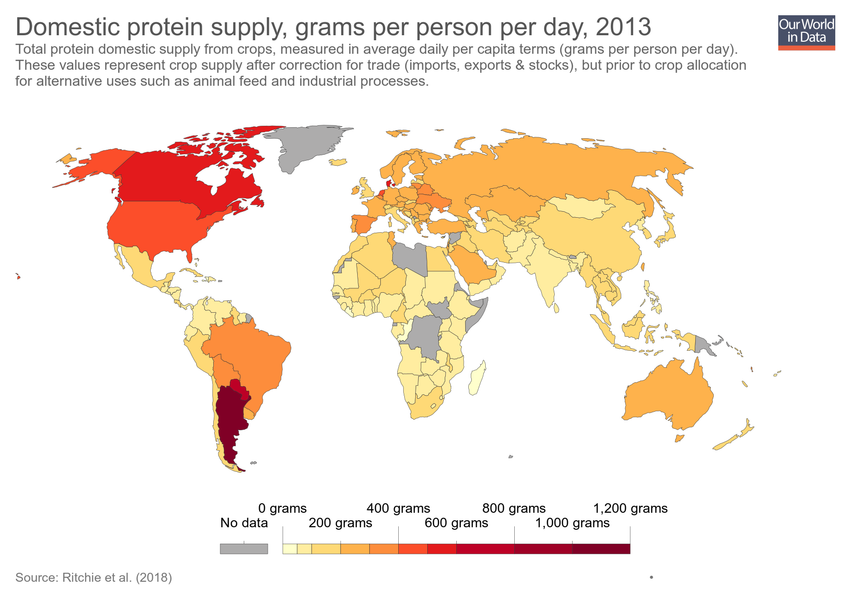 Domestic protein supply, grams per person per day, 2013
Our World
in Data
Total protein domestic supply from crops, measured in average daily per capita terms (grams per person per day).
These values represent crop supply after correction for trade (imports, exports & stocks), but prior to crop allocation
for alternative uses such as animal feed and industrial processes.
0 grams 400 grams 800 grams 1,200 grams
No data 200 grams 600 grams 1,000 grams
Source: Ritchie et al. (2018)